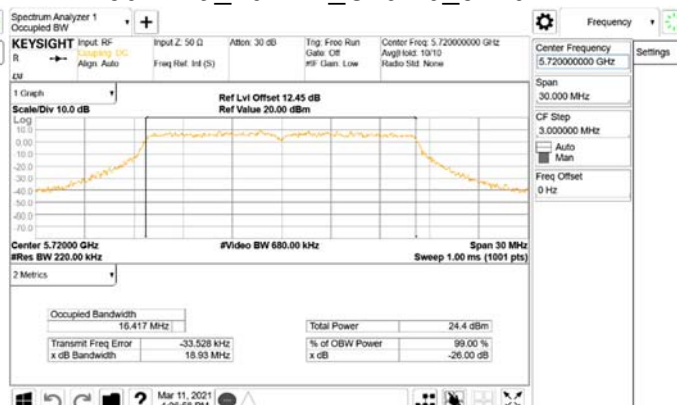 Spectrum Analyzer 1
Occupied BW
+
Frequency
KEYSIGHT
R
Input: RF
Coupling: DC
Align: Auto
Input Z: 50 Ω
Freq Ref: Int (S)
Atten: 30 dB
Trig: Free Run
Gate: Off
#IF Gain: Low
Center Freq: 5.720000000 GHz
Avg|Hold: 10/10
Radio Std: None
LXI
Center Frequency
5.720000000 GHz
Settings
Span
30.000 MHz
CF Step
3.000000 MHz
Auto
Man
Freq Offset
0 Hz
1 Graph
Scale/Div 10.0 dB
Ref Lvl Offset 12.45 dB
Ref Value 20.00 dBm
Log
10.0
0.00
-10.0
-20.0
-30.0
-40.0
-50.0
-60.0
-70.0
Center 5.72000 GHz
#Res BW 220.00 kHz
#Video BW 680.00 kHz
Span 30 MHz
Sweep 1.00 ms (1001 pts)
2 Metrics
Occupied Bandwidth
16.417 MHz
Total Power 24.4 dBm
Transmit Freq Error -33.528 kHz
% of OBW Power 99.00 %
x dB Bandwidth 18.93 MHz
x dB -26.00 dB
?
Mar 11, 2021